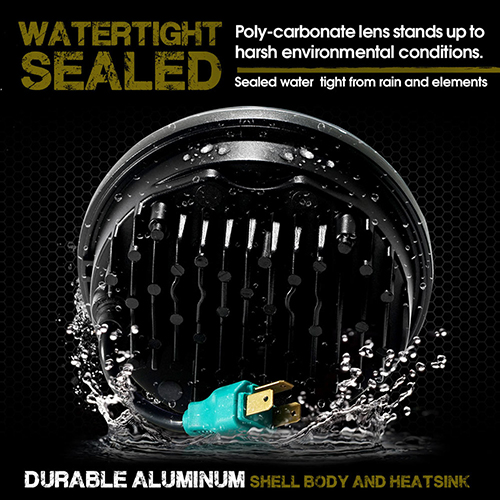 WATERTIGHT
SEALED
Poly-carbonate lens stands up to
harsh environmental conditions.
Sealed water tight from rain and elements
DURABLE ALUMINUM SHELL BODY AND HEATSINK